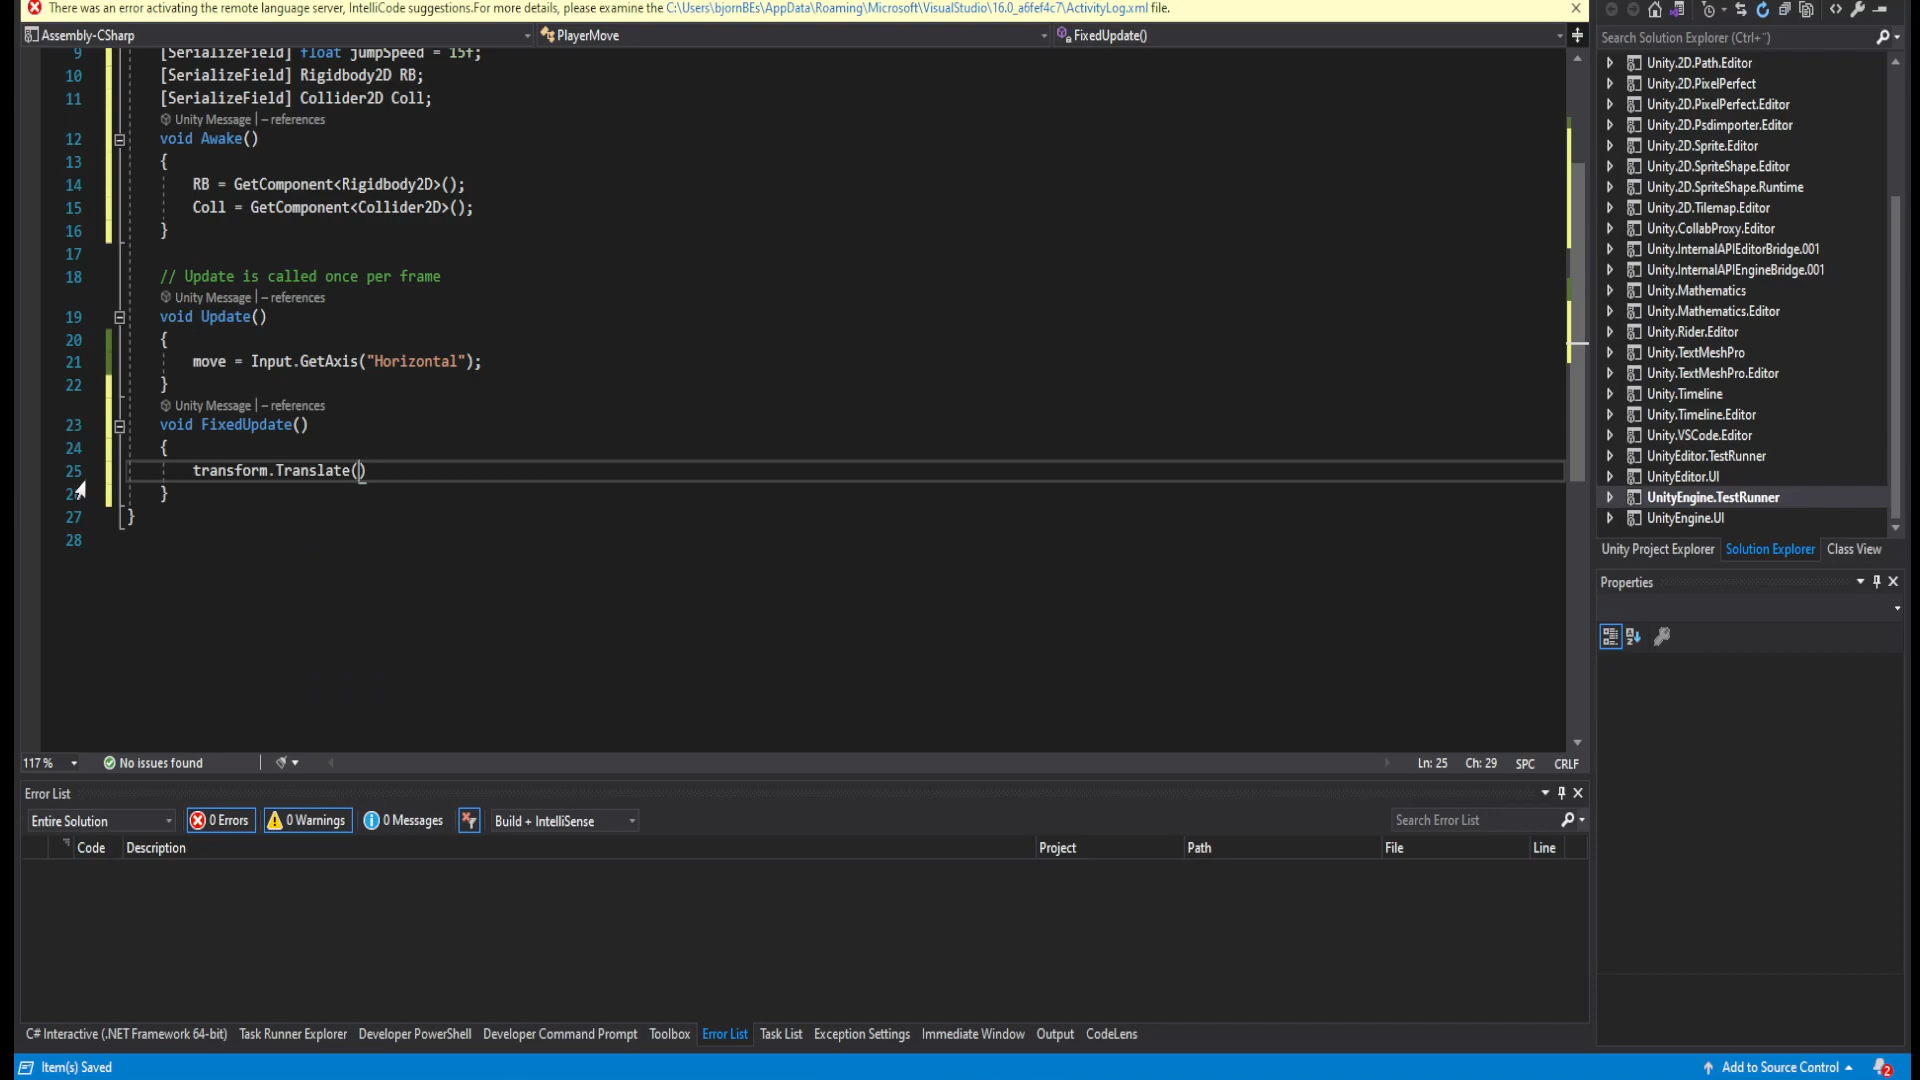 There was an error activating the remote language server, IntelliCode suggestions.For more details, please examine the C:\Users\bjornBEs\AppData\Roaming\Microsoft\VisualStudio\16.0_a6fef4c7\ActivityLog.xml file.
Assembly-CSharp PlayerMove FixedUpdate()
9 [SerializeField] float jumpSpeed = 15f;
10 [SerializeField] Rigidbody2D RB;
11 [SerializeField] Collider2D Coll;
Unity Message | – references
12 void Awake()
13 {
14 RB = GetComponent<Rigidbody2D>();
15 Coll = GetComponent<Collider2D>();
16 }
17
18 // Update is called once per frame
Unity Message | – references
19 void Update()
20 {
21 move = Input.GetAxis("Horizontal");
22 }
Unity Message | – references
23 void FixedUpdate()
24 {
25 transform.Translate()
}
27 }
28
117 % No issues found Ln: 25 Ch: 29 SPC CRLF
Error List
Entire Solution 0 Errors 0 Warnings 0 Messages Build + IntelliSense Search Error List
Code Description Project Path File Line
C# Interactive (.NET Framework 64-bit) Task Runner Explorer Developer PowerShell Developer Command Prompt Toolbox Error List Task List Exception Settings Immediate Window Output CodeLens
Item(s) Saved Add to Source Control 2
Search Solution Explorer (Ctrl+¨)
Unity.2D.Path.Editor
Unity.2D.PixelPerfect
Unity.2D.PixelPerfect.Editor
Unity.2D.Psdimporter.Editor
Unity.2D.Sprite.Editor
Unity.2D.SpriteShape.Editor
Unity.2D.SpriteShape.Runtime
Unity.2D.Tilemap.Editor
Unity.CollabProxy.Editor
Unity.InternalAPIEditorBridge.001
Unity.InternalAPIEngineBridge.001
Unity.Mathematics
Unity.Mathematics.Editor
Unity.Rider.Editor
Unity.TextMeshPro
Unity.TextMeshPro.Editor
Unity.Timeline
Unity.Timeline.Editor
Unity.VSCode.Editor
UnityEditor.TestRunner
UnityEditor.UI
UnityEngine.TestRunner
UnityEngine.UI
Unity Project Explorer Solution Explorer Class View
Properties